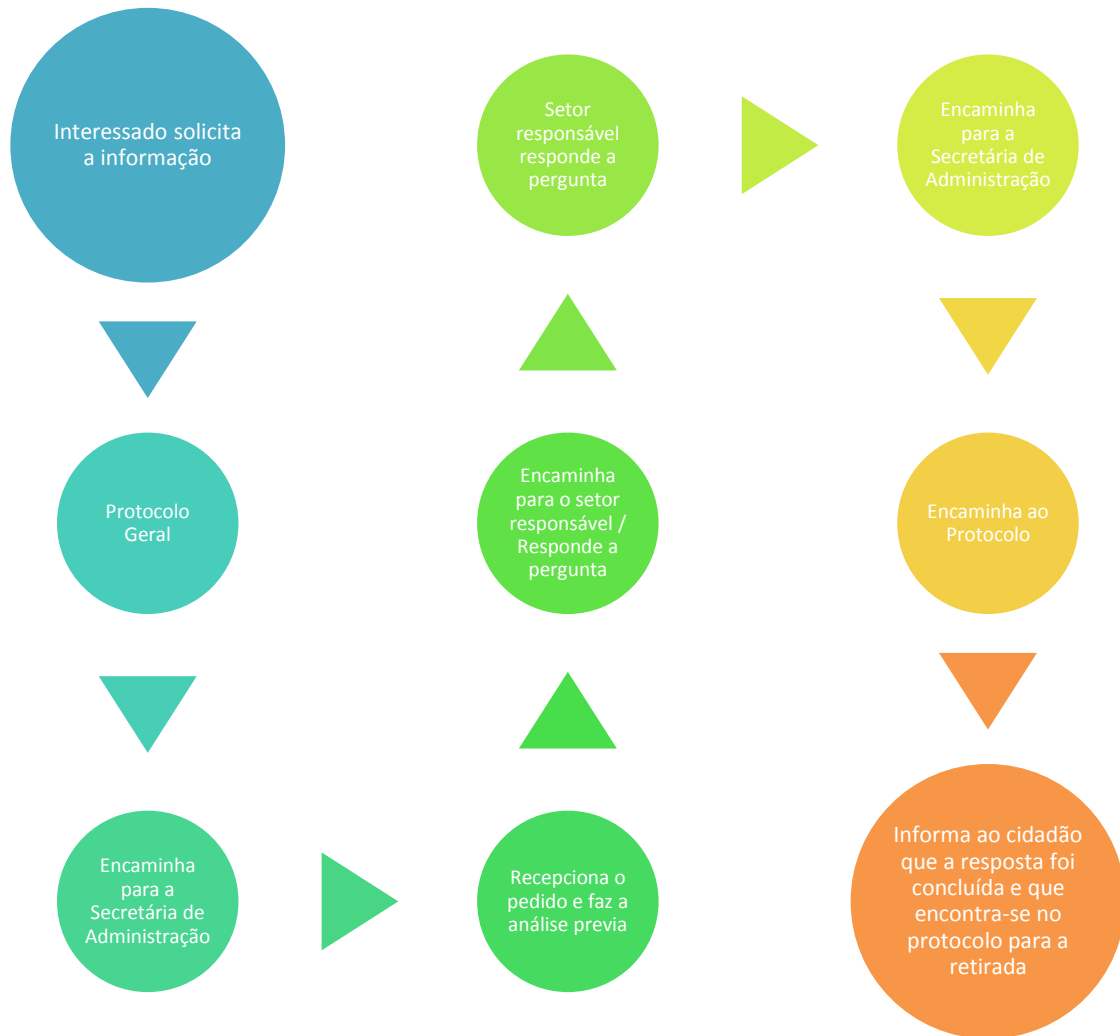 Interessado solicita
a informação
Protocolo
Geral
Encaminha
para a
Secretária de
Administração
Recepciona o
pedido e faz a
análise previa
Encaminha
para o setor
responsável /
Responde a
pergunta
Setor
responsável
responde a
pergunta
Encaminha
para a
Secretária de
Administração
Encaminha ao
Protocolo
Informa ao cidadão
que a resposta foi
concluída e que
encontra-se no
protocolo para a
retirada